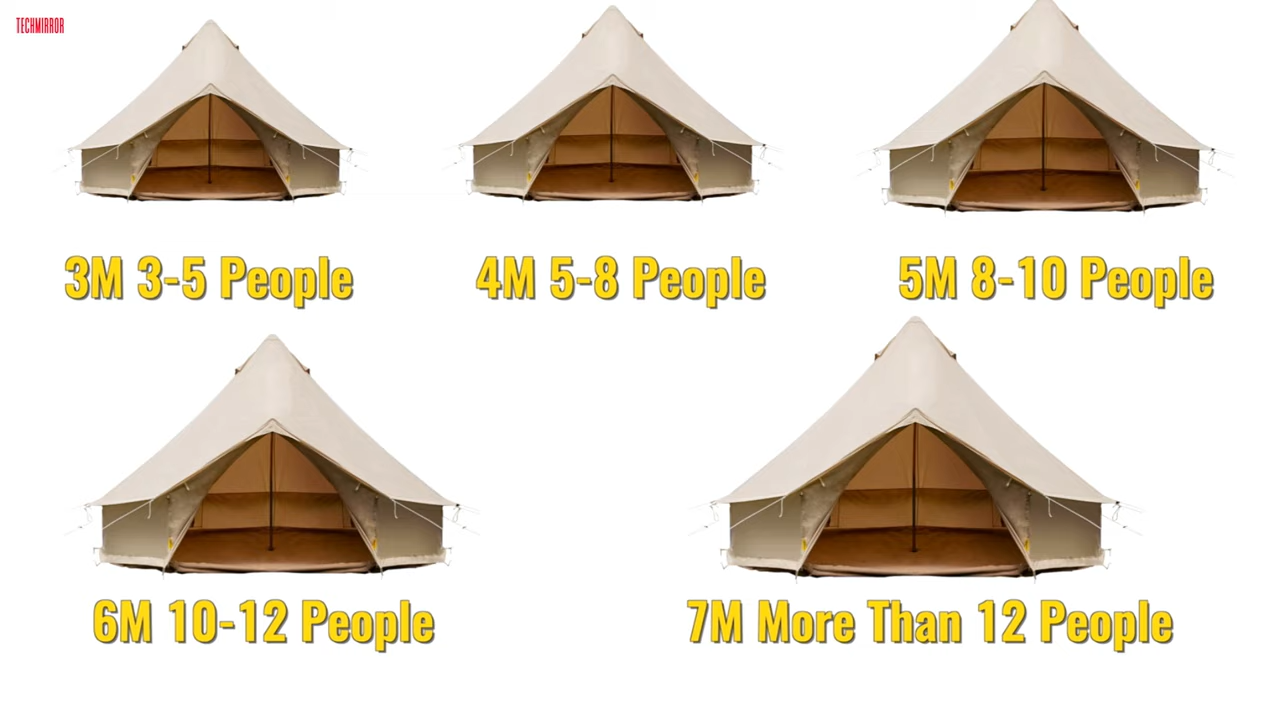 TECHMIRROR
3M 3-5 People
4M 5-8 People
5M 8-10 People
6M 10-12 People
7M More Than 12 People